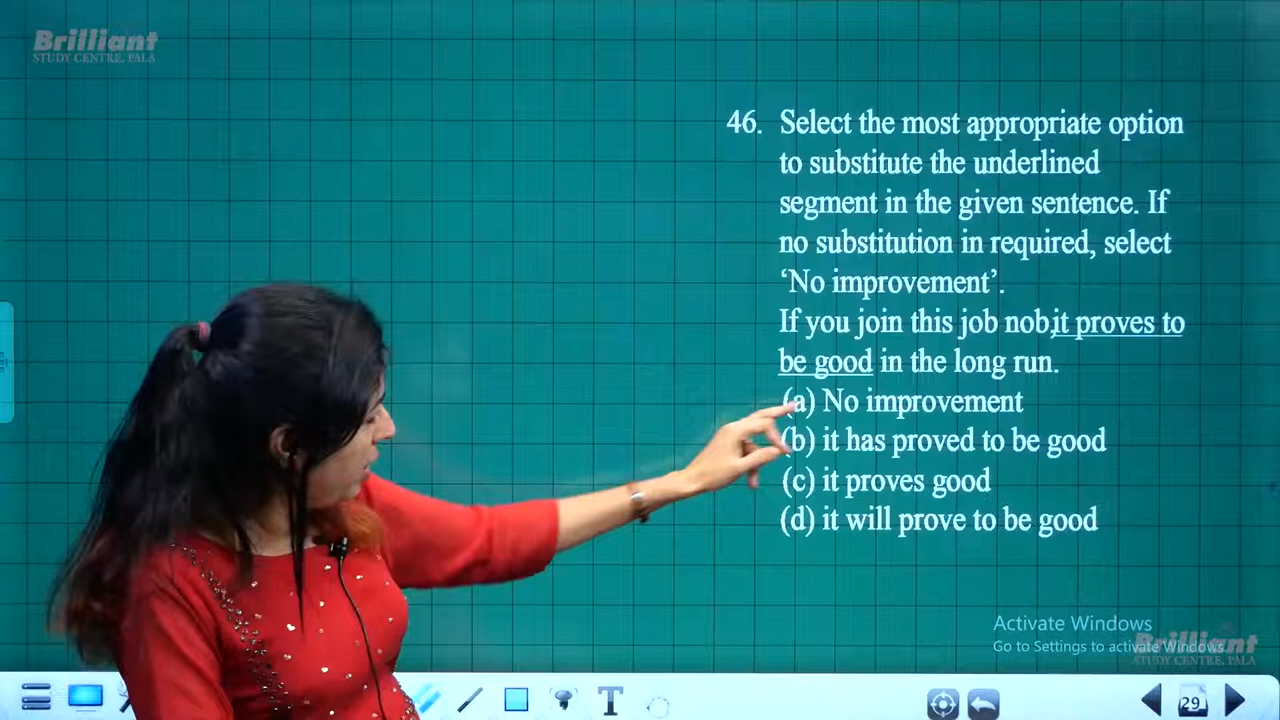 Brilliant
STUDY CENTRE, PALA
46. Select the most appropriate option
to substitute the underlined
segment in the given sentence. If
no substitution in required, select
‘No improvement’.
If you join this job nob,it proves to
be good in the long run.
(a) No improvement
(b) it has proved to be good
(c) it proves good
(d) it will prove to be good
Activate Windows
Go to Settings to activate Windows.
Brilliant
STUDY CENTRE, PALA
T
29